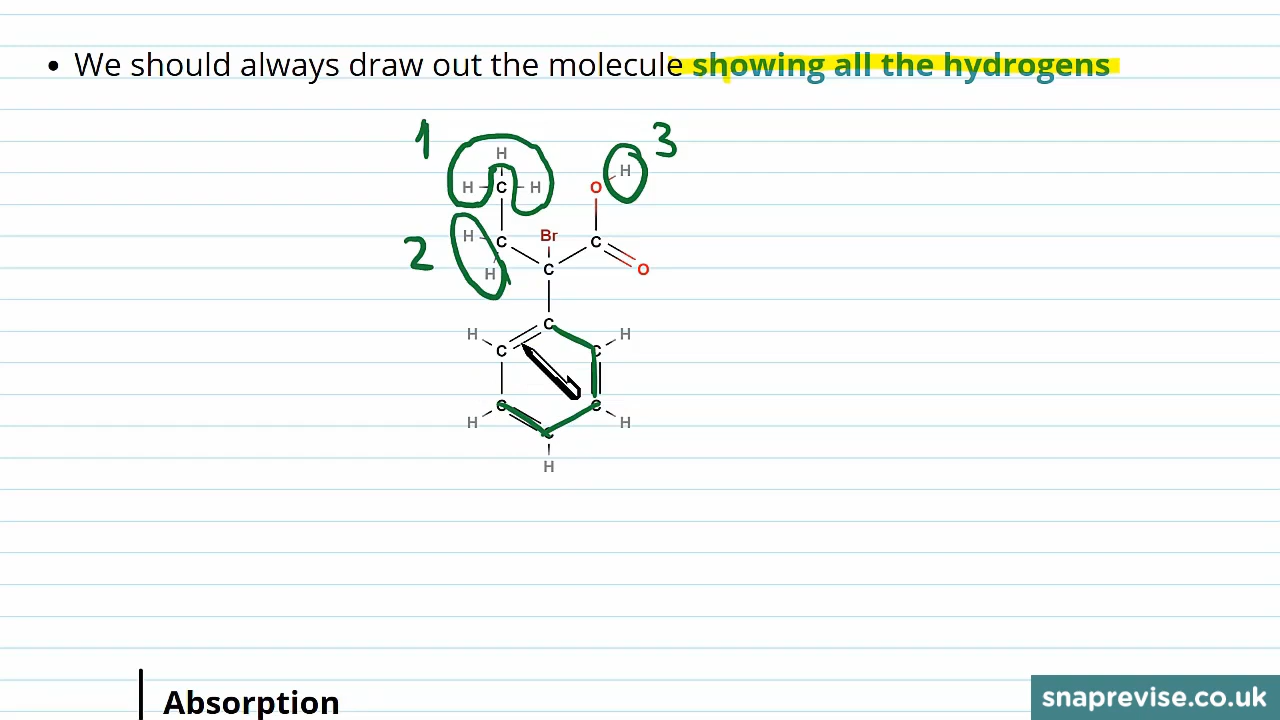 • We should always draw out the molecule showing all the hydrogens
1 H 3
H C H O H
2 H C Br C
H C O
C
H C C H
H C C H
C
H
Absorption
snaprevise.co.uk